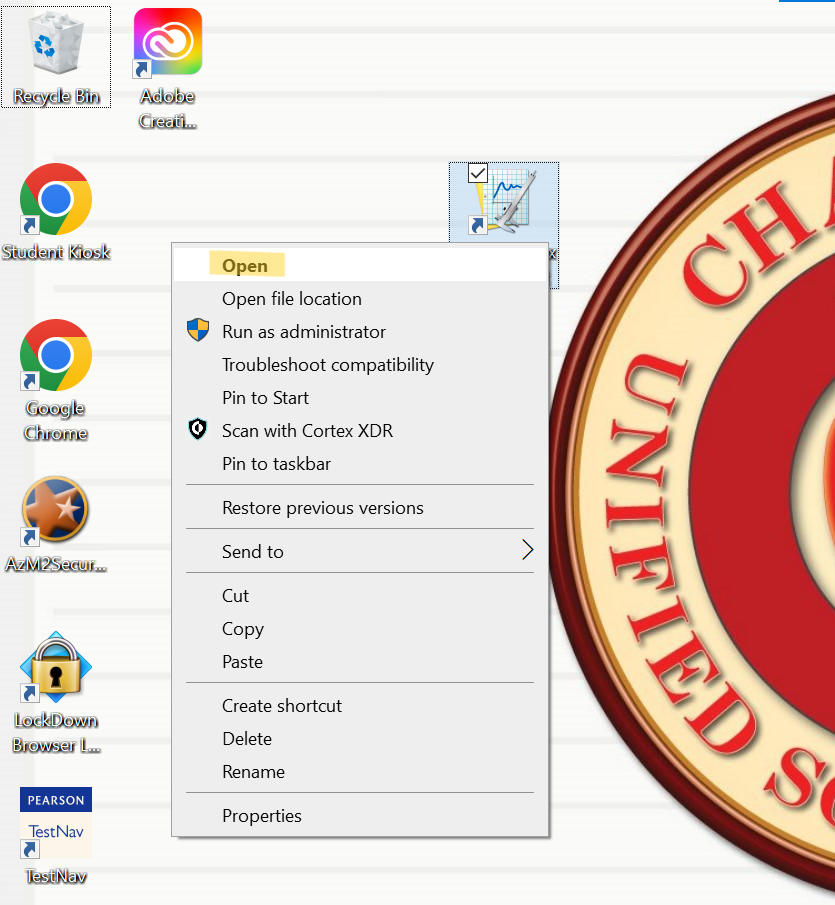 Recycle Bin
Adobe
Creati...
Student Kiosk
Google
Chrome
AzM2Secur...
LockDown
Browser L...
PEARSON
TestNav
TestNav
x
Open
Open file location
Run as administrator
Troubleshoot compatibility
Pin to Start
Scan with Cortex XDR
Pin to taskbar
Restore previous versions
Send to
Cut
Copy
Paste
Create shortcut
Delete
Rename
Properties
CHA
UNIFIED SC